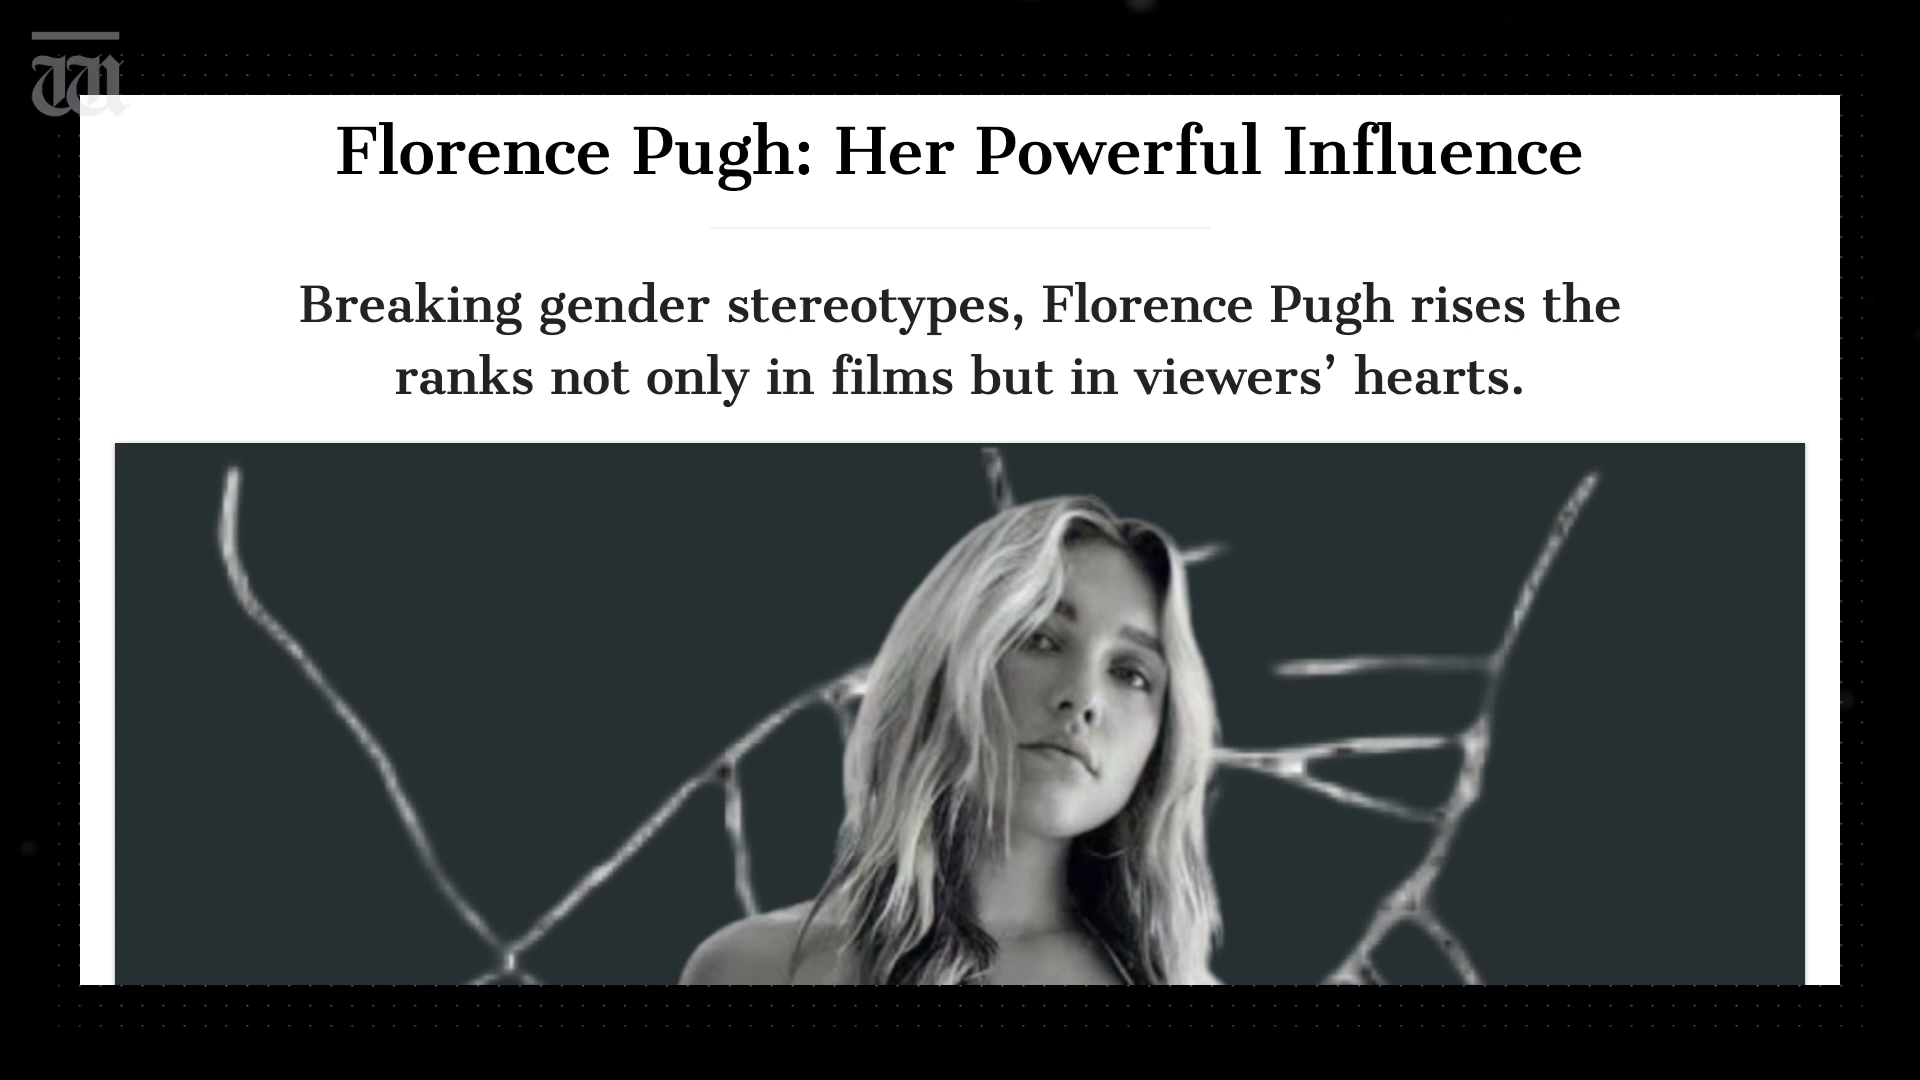 W
Florence Pugh: Her Powerful Influence
Breaking gender stereotypes, Florence Pugh rises the
ranks not only in films but in viewers’ hearts.